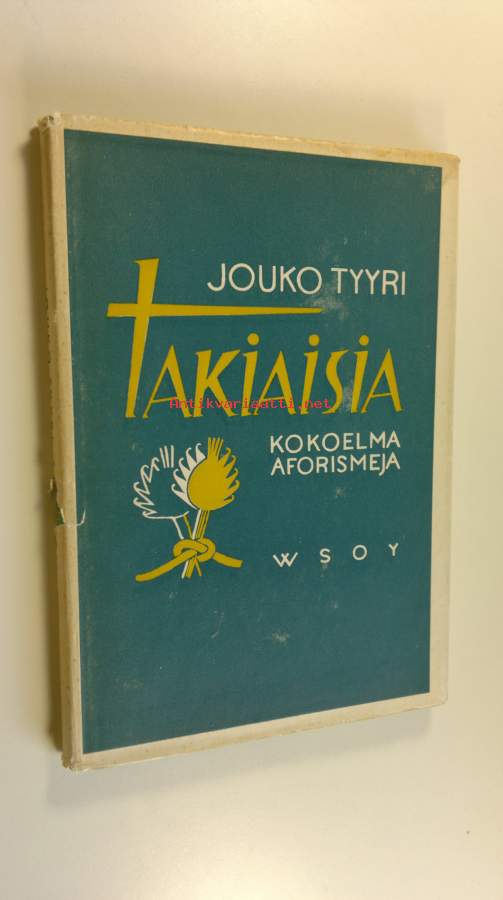 JOUKO TYYRI
TAKIAISIA
Antikvariaatti.net
KOKOELMA
AFORISMEJA
WSOY